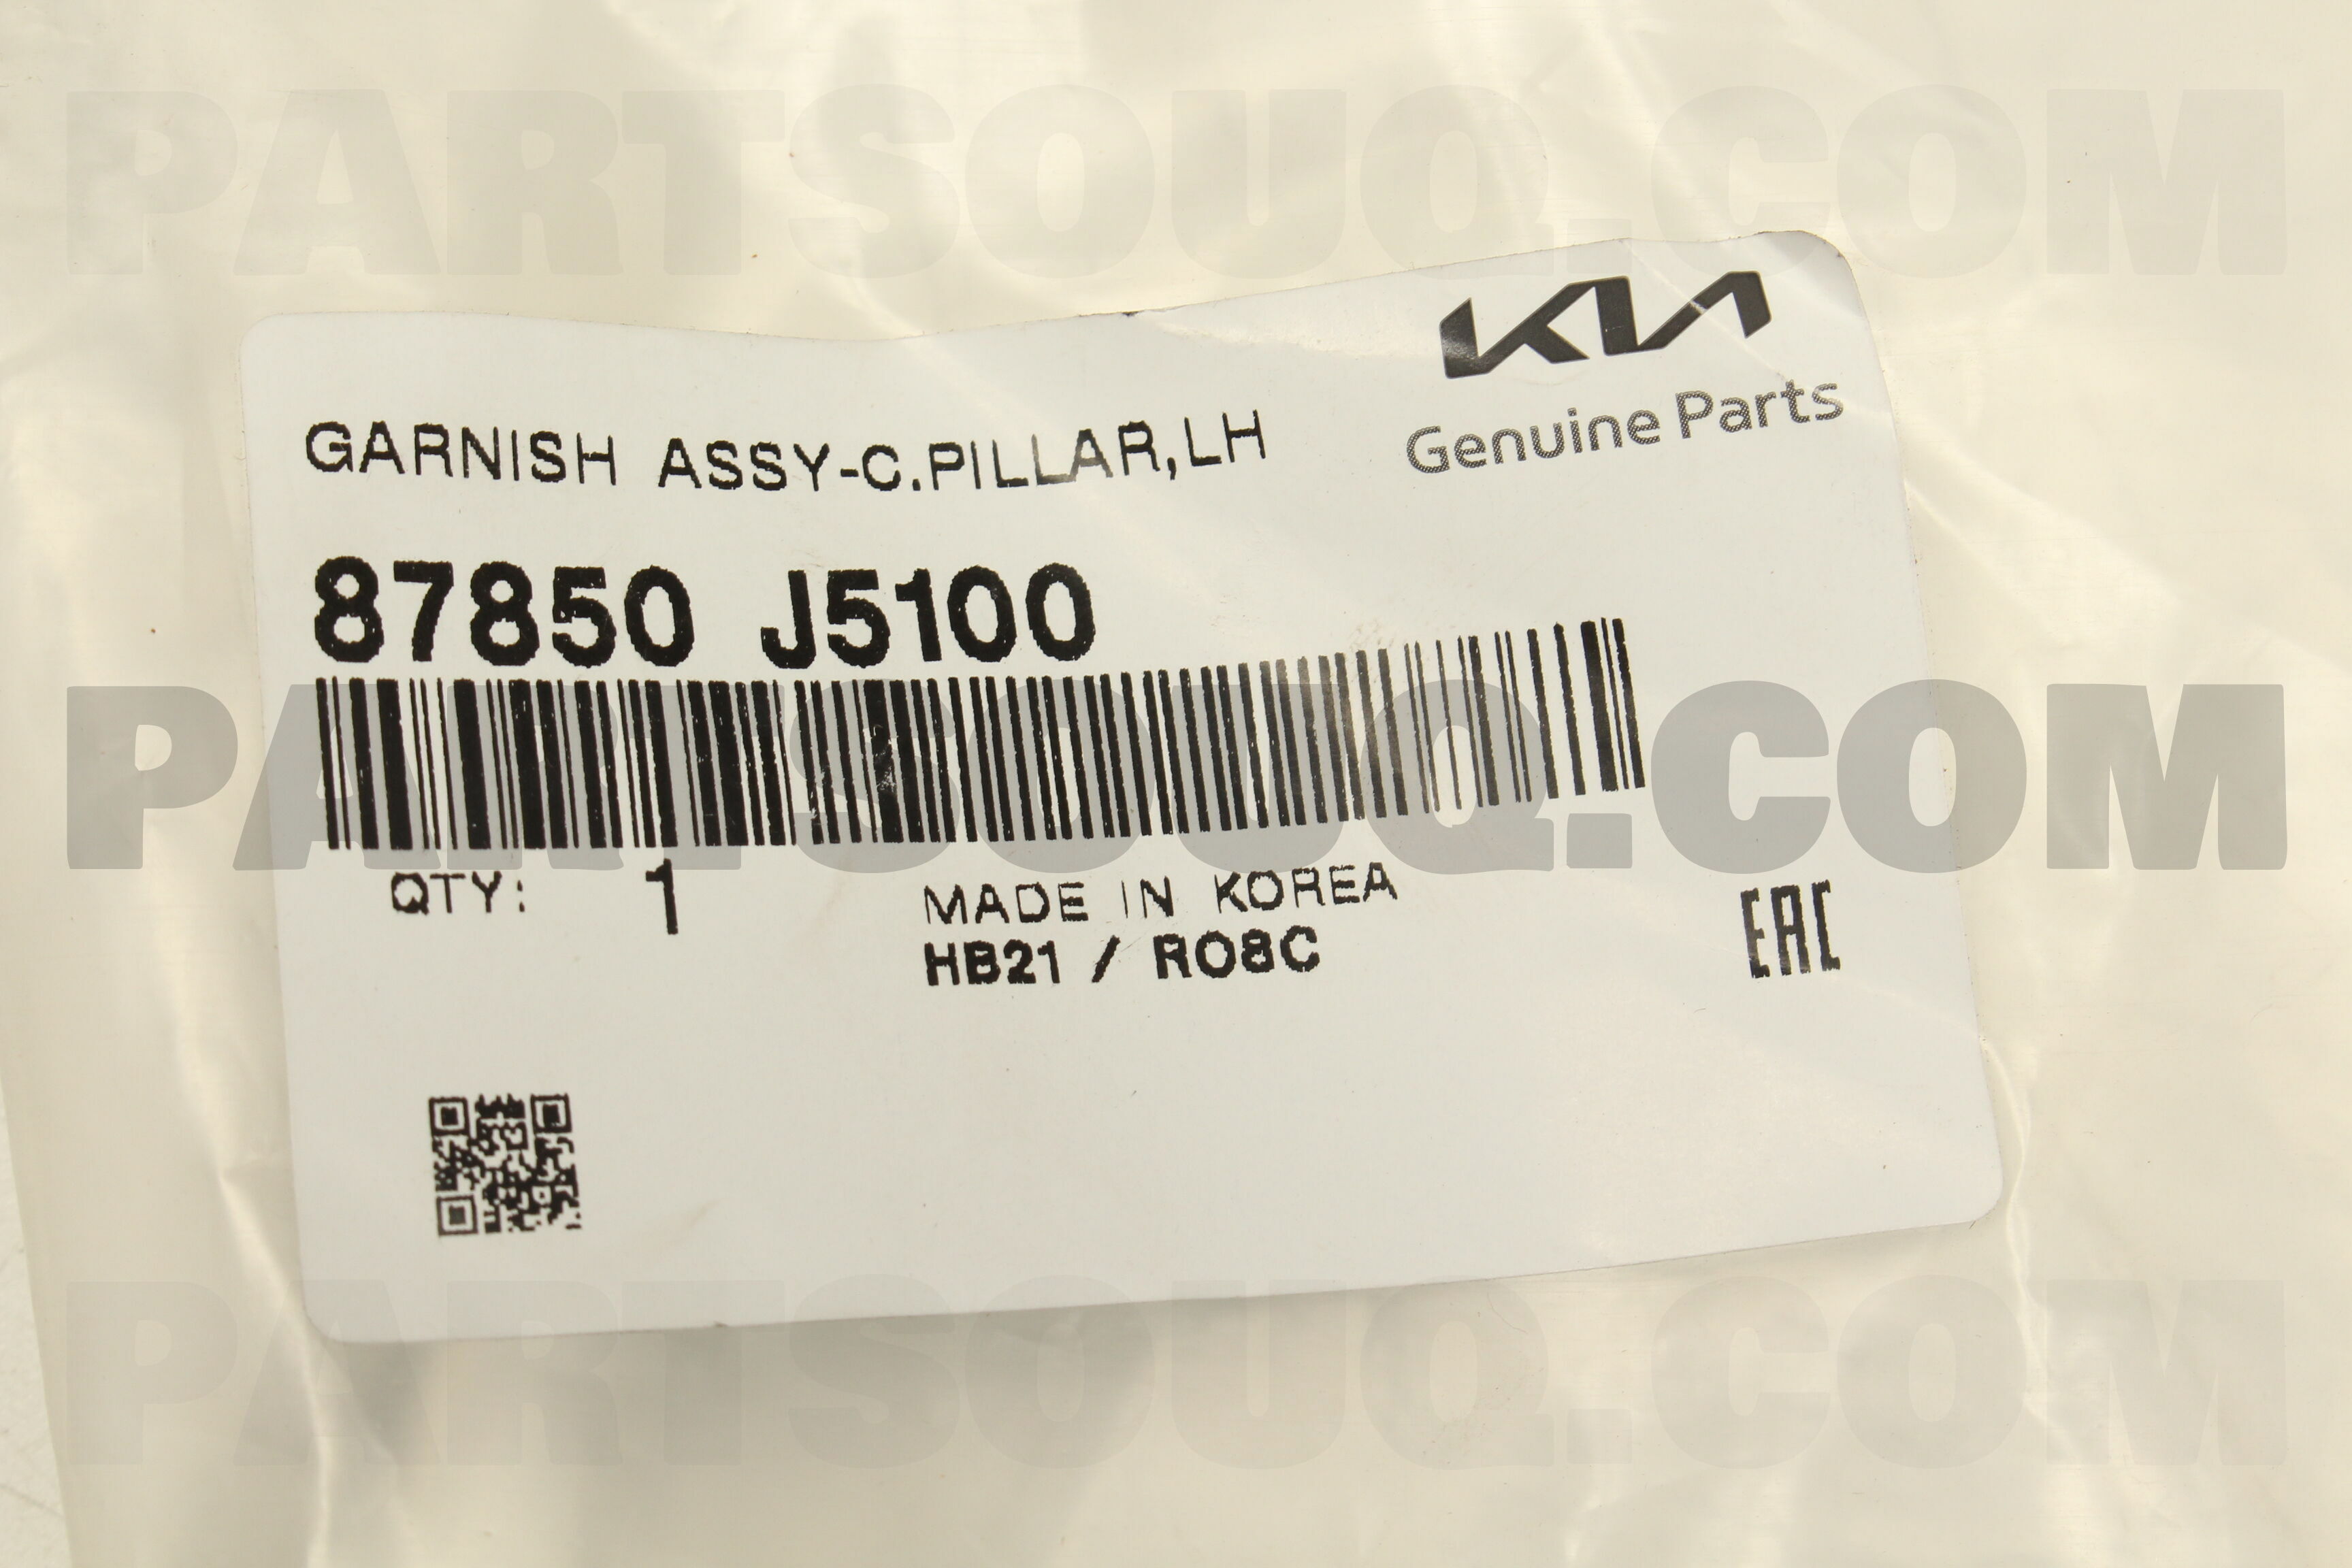 PARTSOUQ.COM
KIA
Genuine Parts
GARNISH ASSY-C.PILLAR,LH
87850 J5100
PARTSOUQ.COM
QTY: 1
MADE IN KOREA
HB21 / RO8C
EAC
PARTSOUQ.COM